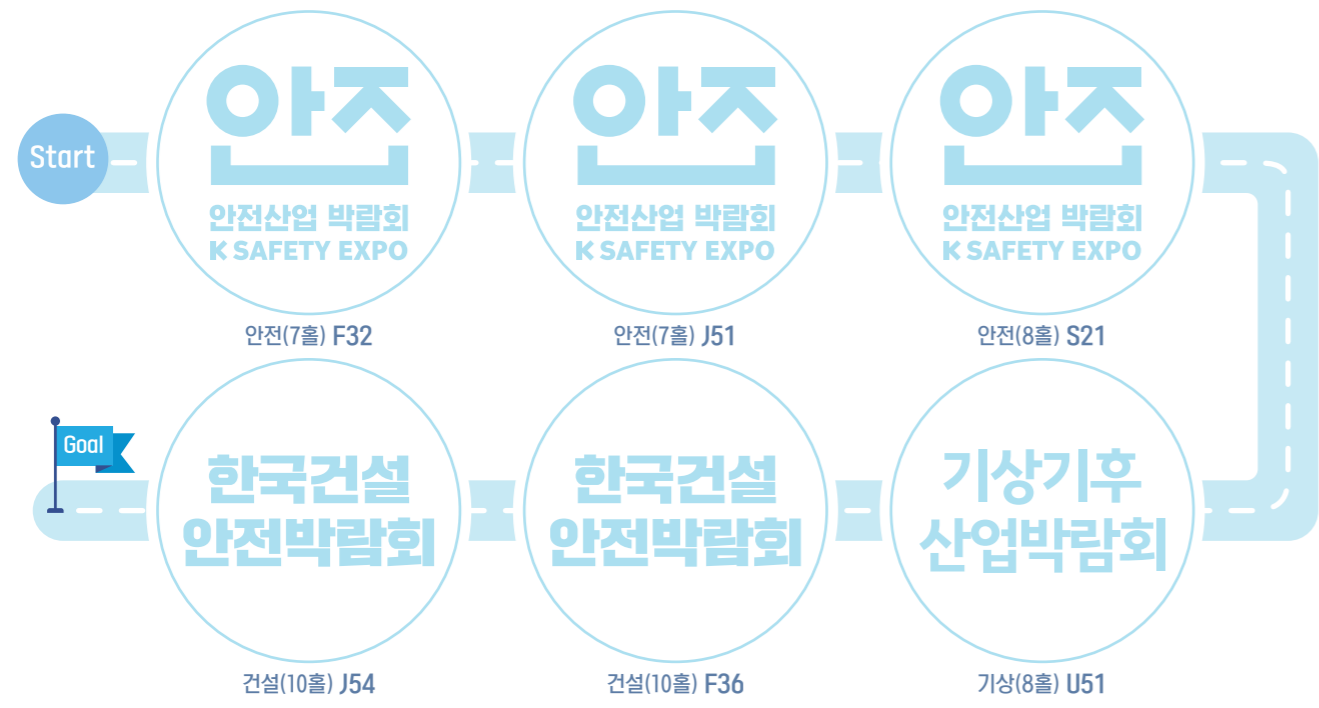 Start
안전
안전산업 박람회
K SAFETY EXPO
안전(7홀) F32
안전
안전산업 박람회
K SAFETY EXPO
안전(7홀) J51
안전
안전산업 박람회
K SAFETY EXPO
안전(8홀) S21
기상기후
산업박람회
기상(8홀) U51
한국건설
안전박람회
건설(10홀) F36
한국건설
안전박람회
건설(10홀) J54
Goal